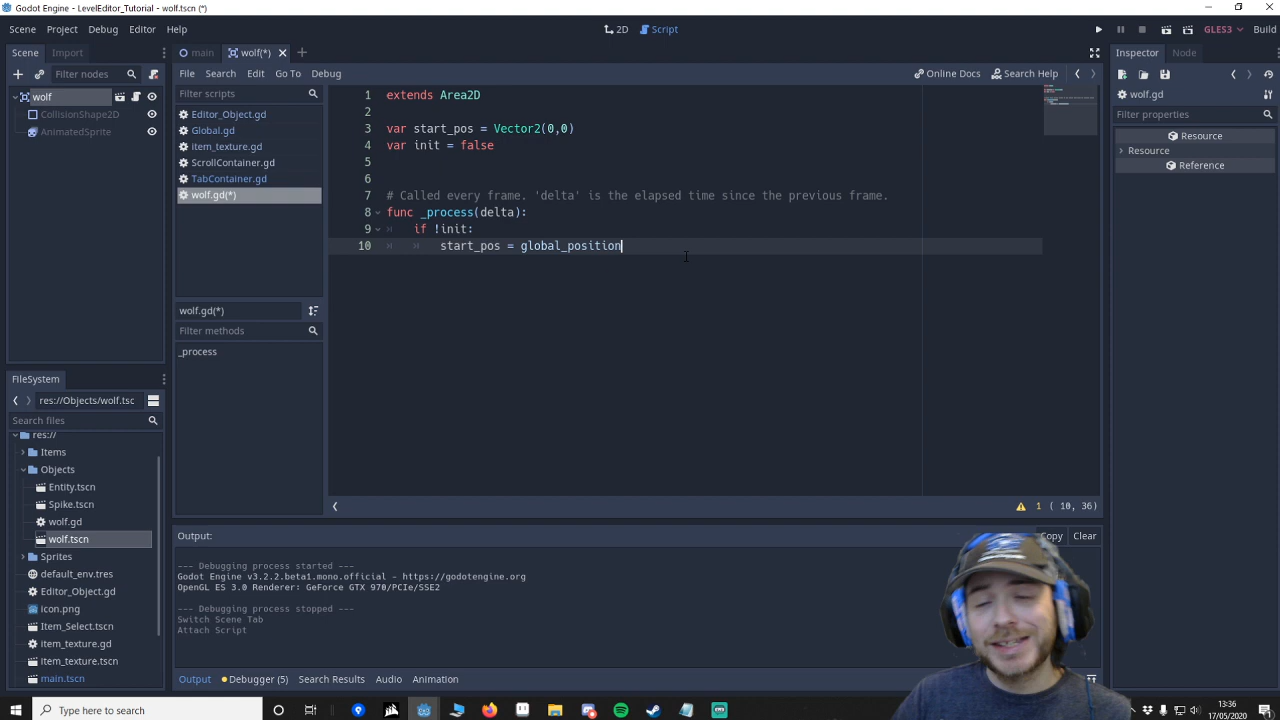 Godot Engine - LevelEditor_Tutorial - wolf.tscn (*)
Scene Project Debug Editor Help
2D Script
GLES3 Build
Scene Import
Filter nodes
wolf
CollisionShape2D
AnimatedSprite
main wolf(*)
File Search Edit Go To Debug
Online Docs Search Help
Filter scripts
Editor_Object.gd
Global.gd
item_texture.gd
ScrollContainer.gd
TabContainer.gd
wolf.gd(*)
wolf.gd(*)
Filter methods
_process
1 extends Area2D
2
3 var start_pos = Vector2(0,0)
4 var init = false
5
6
7 # Called every frame. 'delta' is the elapsed time since the previous frame.
8 func _process(delta):
9 if !init:
10 start_pos = global_position
1 ( 10, 36)
Inspector Node
wolf.gd
Filter properties
Resource
Resource
Reference
FileSystem
res://Objects/wolf.tsc
Search files
res://
Items
Objects
Entity.tscn
Spike.tscn
wolf.gd
wolf.tscn
Sprites
default_env.tres
Editor_Object.gd
icon.png
Item_Select.tscn
item_texture.gd
item_texture.tscn
main.tscn
Output:
Copy Clear
--- Debugging process started ---
Godot Engine v3.2.2.beta1.mono.official - https://godotengine.org
OpenGL ES 3.0 Renderer: GeForce GTX 970/PCIe/SSE2
--- Debugging process stopped ---
Switch Scene Tab
Attach Script
Output Debugger (5) Search Results Audio Animation
Type here to search
13:36
17/05/2020